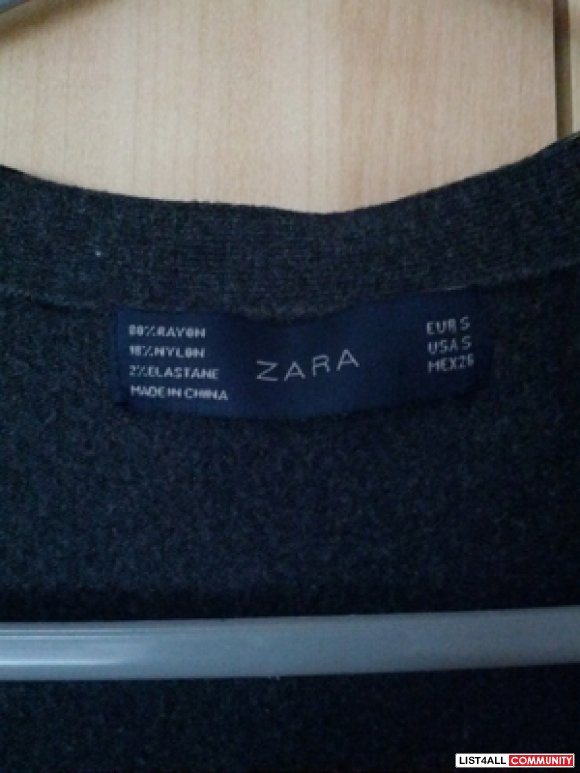 80% RAYON
18% NYLON
2% ELASTANE
MADE IN CHINA
ZARA
EUR S
USA S
MEX 26
LIST4ALL COMMUNITY